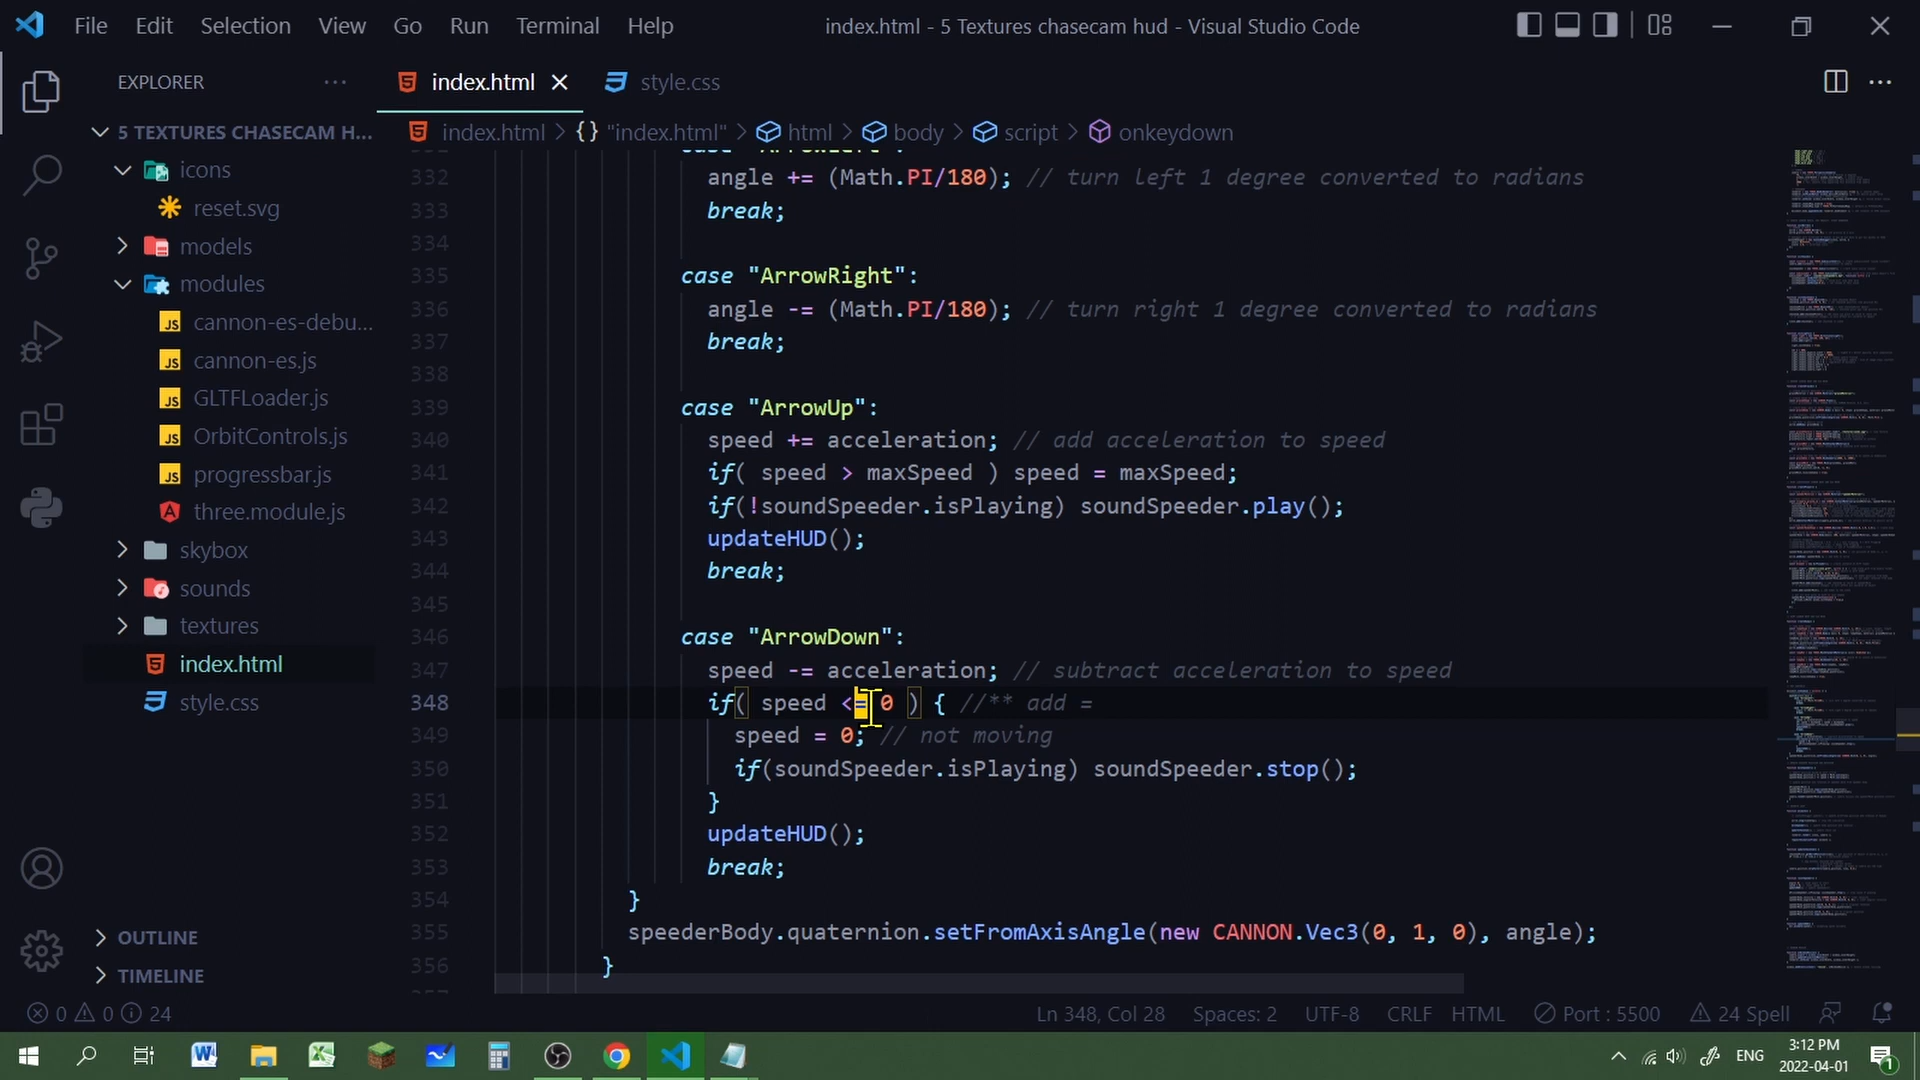 File Edit Selection View Go Run Terminal Help
index.html - 5 Textures chasecam hud - Visual Studio Code
EXPLORER
index.html
style.css
5 TEXTURES CHASECAM H...
index.html > {} "index.html" > html > body > script > onkeydown
icons
reset.svg
models
modules
cannon-es-debu...
cannon-es.js
GLTFLoader.js
OrbitControls.js
progressbar.js
three.module.js
skybox
sounds
textures
index.html
style.css
OUTLINE
TIMELINE
332 angle += (Math.PI/180); // turn left 1 degree converted to radians
333 break;
334
335 case "ArrowRight":
336 angle -= (Math.PI/180); // turn right 1 degree converted to radians
337 break;
338
339 case "ArrowUp":
340 speed += acceleration; // add acceleration to speed
341 if( speed > maxSpeed ) speed = maxSpeed;
342 if(!soundSpeeder.isPlaying) soundSpeeder.play();
343 updateHUD();
344 break;
345
346 case "ArrowDown":
347 speed -= acceleration; // subtract acceleration to speed
348 if( speed <= 0 ) { //** add =
349 speed = 0; // not moving
350 if(soundSpeeder.isPlaying) soundSpeeder.stop();
351 }
352 updateHUD();
353 break;
354 }
355 speederBody.quaternion.setFromAxisAngle(new CANNON.Vec3(0, 1, 0), angle);
356 }
0 0 24
Ln 348, Col 28 Spaces: 2 UTF-8 CRLF HTML Port : 5500 24 Spell
ENG
3:12 PM
2022-04-01
1